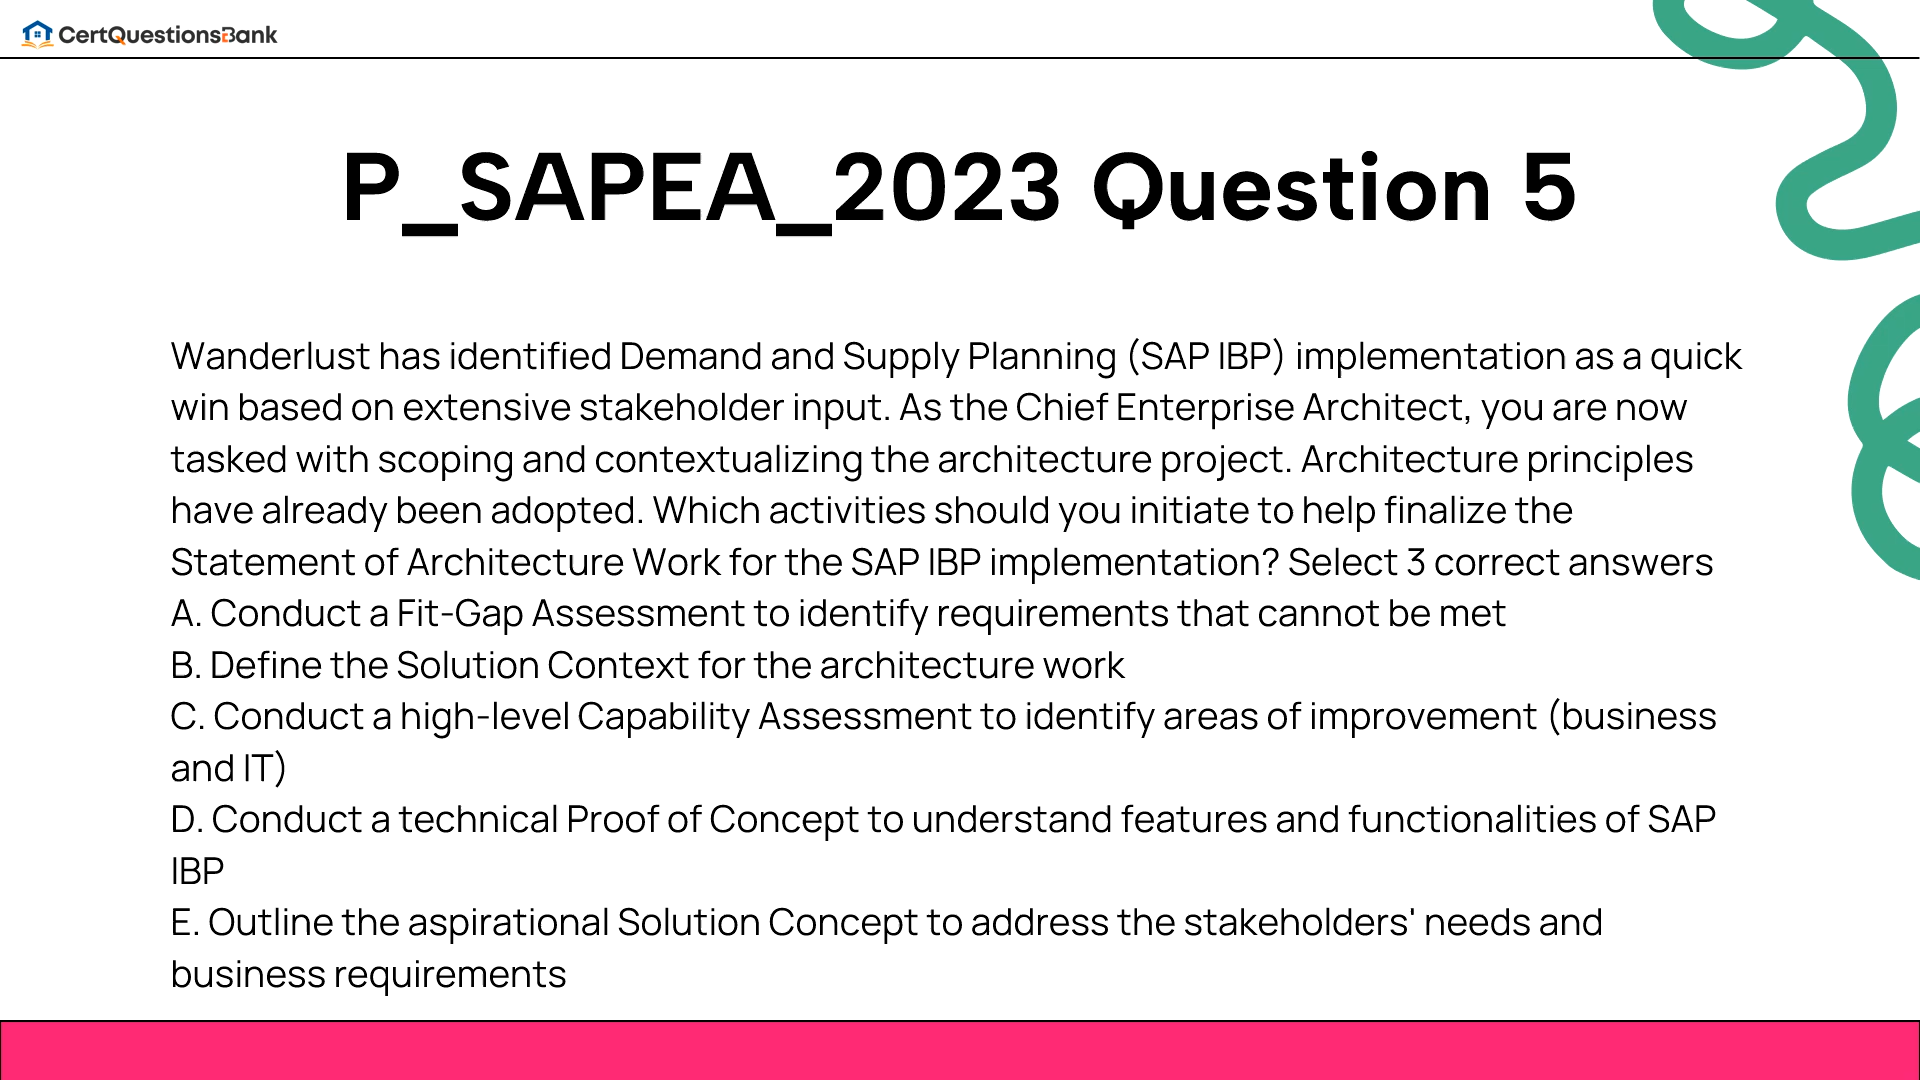 CertQuestionsBank
P_SAPEA_2023 Question 5
Wanderlust has identified Demand and Supply Planning (SAP IBP) implementation as a quick
win based on extensive stakeholder input. As the Chief Enterprise Architect, you are now
tasked with scoping and contextualizing the architecture project. Architecture principles
have already been adopted. Which activities should you initiate to help finalize the
Statement of Architecture Work for the SAP IBP implementation? Select 3 correct answers
A. Conduct a Fit-Gap Assessment to identify requirements that cannot be met
B. Define the Solution Context for the architecture work
C. Conduct a high-level Capability Assessment to identify areas of improvement (business
and IT)
D. Conduct a technical Proof of Concept to understand features and functionalities of SAP
IBP
E. Outline the aspirational Solution Concept to address the stakeholders' needs and
business requirements